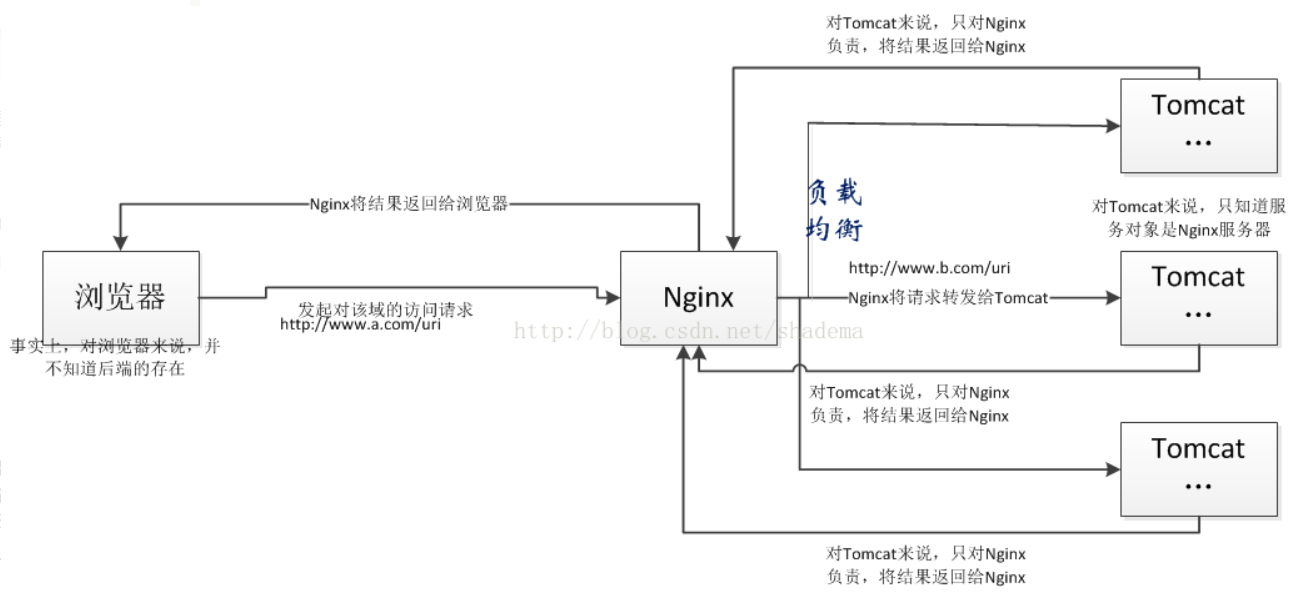 对Tomcat来说，只对Nginx
负责，将结果返回给Nginx
Tomcat
...
负载
均衡
Nginx将结果返回给浏览器
对Tomcat来说，只知道服
务对象是Nginx服务器
浏览器
发起对该域的访问请求
http://www.a.com/uri
事实上，对浏览器来说，并
不知道后端的存在
Nginx
http://www.b.com/uri
Nginx将请求转发给Tomcat
Tomcat
...
http://blog.csdn.net/shadema
对Tomcat来说，只对Nginx
负责，将结果返回给Nginx
Tomcat
...
对Tomcat来说，只对Nginx
负责，将结果返回给Nginx